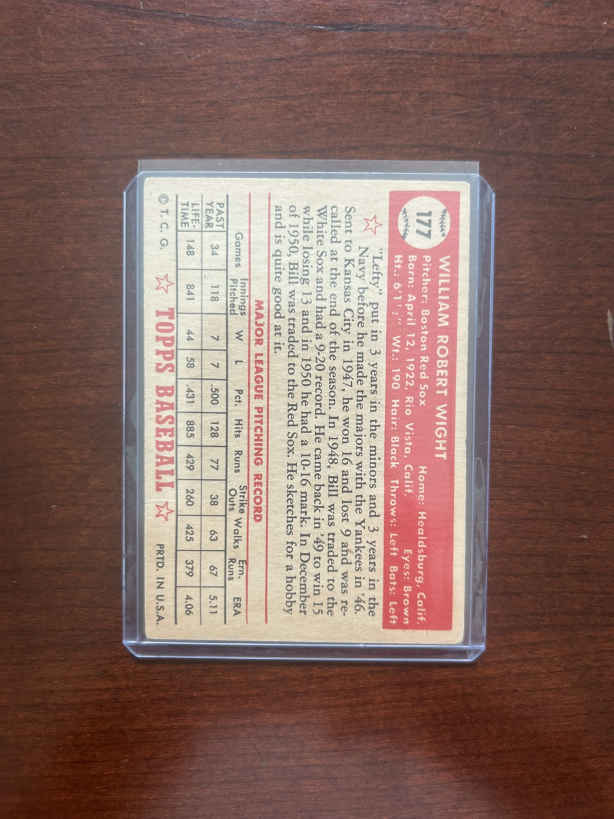 177
WILLIAM ROBERT WIGHT
Pitcher: Boston Red Sox Home: Healdsburg, Calif.
Born: April 12, 1922, Rio Vista, Calif. Eyes: Brown
Ht.: 6'1" Wt.: 190 Hair: Black Throws: Left Bats: Left
"Lefty" put in 3 years in the minors and 3 years in the
Navy before he made the majors with the Yankees in '46.
Sent to Kansas City in 1947, he won 16 and lost 9 and was re-
called at the end of the season. In 1948, Bill was traded to the
White Sox and had a 9-20 record. He came back in '49 to win 15
while losing 13 and in 1950 he had a 10-16 mark. In December
of 1950, Bill was traded to the Red Sox. He sketches for a hobby
and is quite good at it.
MAJOR LEAGUE PITCHING RECORD
Games Innings Pitched W L Pct. Hits Runs Strike Outs Walks Ern. Runs ERA
PAST YEAR 34 118 7 7 .500 128 77 38 63 67 5.11
LIFE-TIME 148 841 44 58 .431 885 429 260 425 379 4.06
© T. C. G. TOPPS BASEBALL PRTD. IN U.S.A.